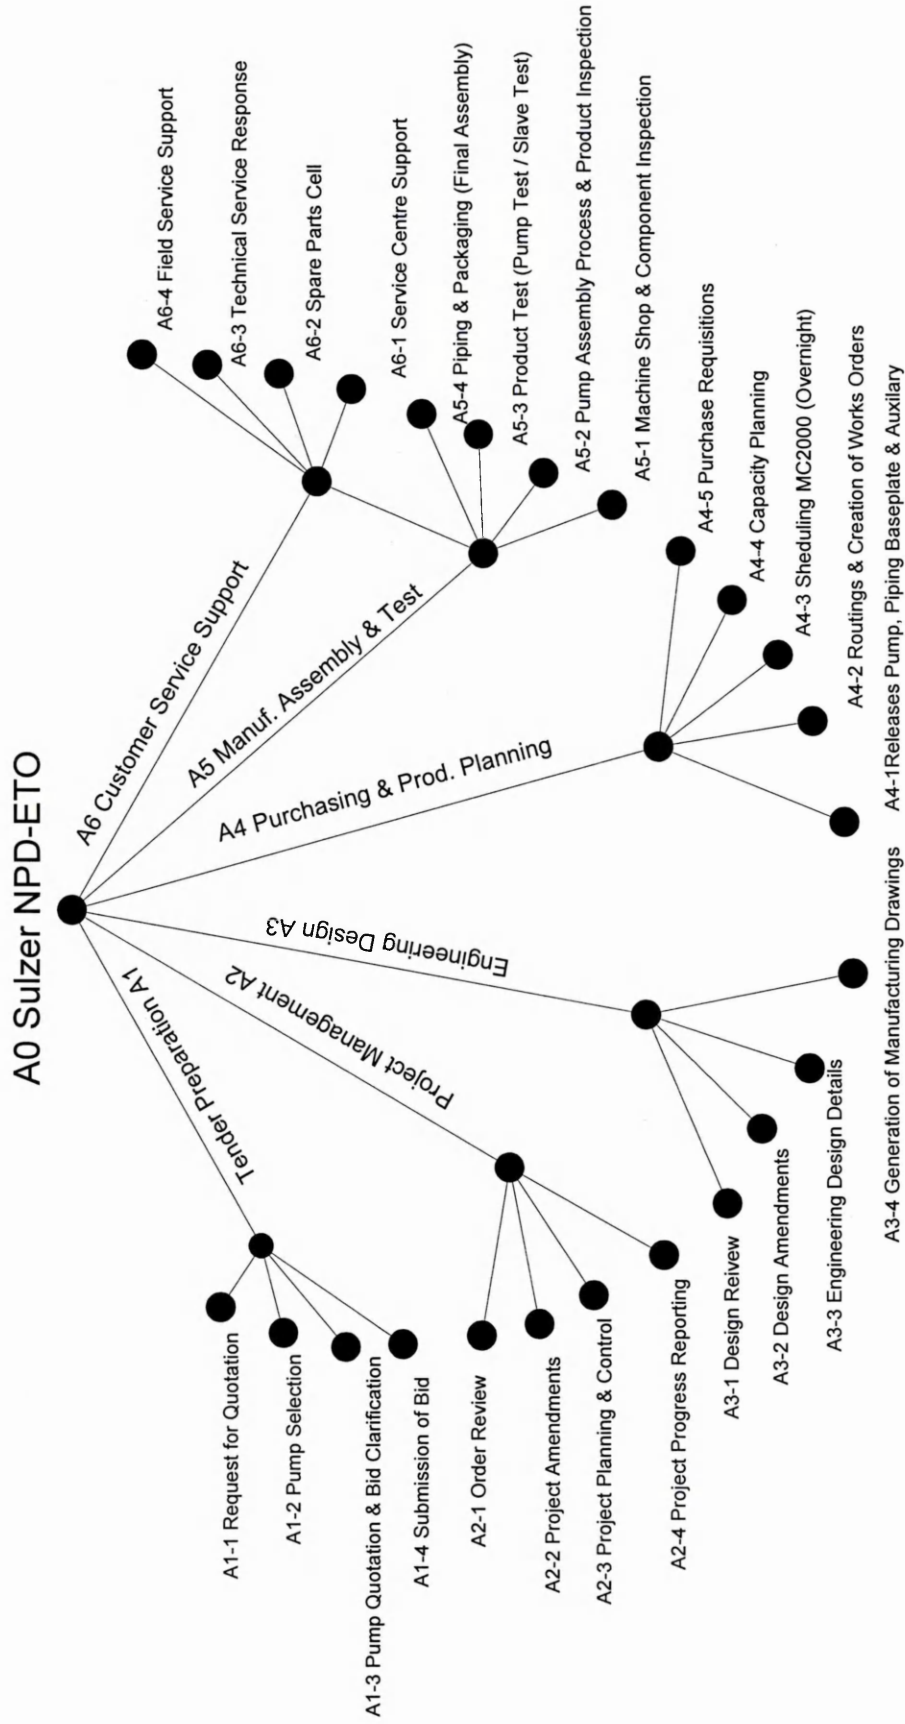 A0 Sulzer NPD-ETO
Tender Preparation A1
Project Management A2
Engineering Design A3
A4 Purchasing & Prod. Planning
A5 Manuf. Assembly & Test
A6 Customer Service Support
A1-1 Request for Quotation
A1-2 Pump Selection
A1-3 Pump Quotation & Bid Clarification
A1-4 Submission of Bid
A2-1 Order Review
A2-2 Project Amendments
A2-3 Project Planning & Control
A2-4 Project Progress Reporting
A3-1 Design Reivew
A3-2 Design Amendments
A3-3 Engineering Design Details
A3-4 Generation of Manufacturing Drawings
A4-1Releases Pump, Piping Baseplate & Auxilary
A4-2 Routings & Creation of Works Orders
A4-3 Sheduling MC2000 (Overnight)
A4-4 Capacity Planning
A4-5 Purchase Requisitions
A5-1 Machine Shop & Component Inspection
A5-2 Pump Assembly Process & Product Inspection
A5-3 Product Test (Pump Test / Slave Test)
A5-4 Piping & Packaging (Final Assembly)
A6-1 Service Centre Support
A6-2 Spare Parts Cell
A6-3 Technical Service Response
A6-4 Field Service Support